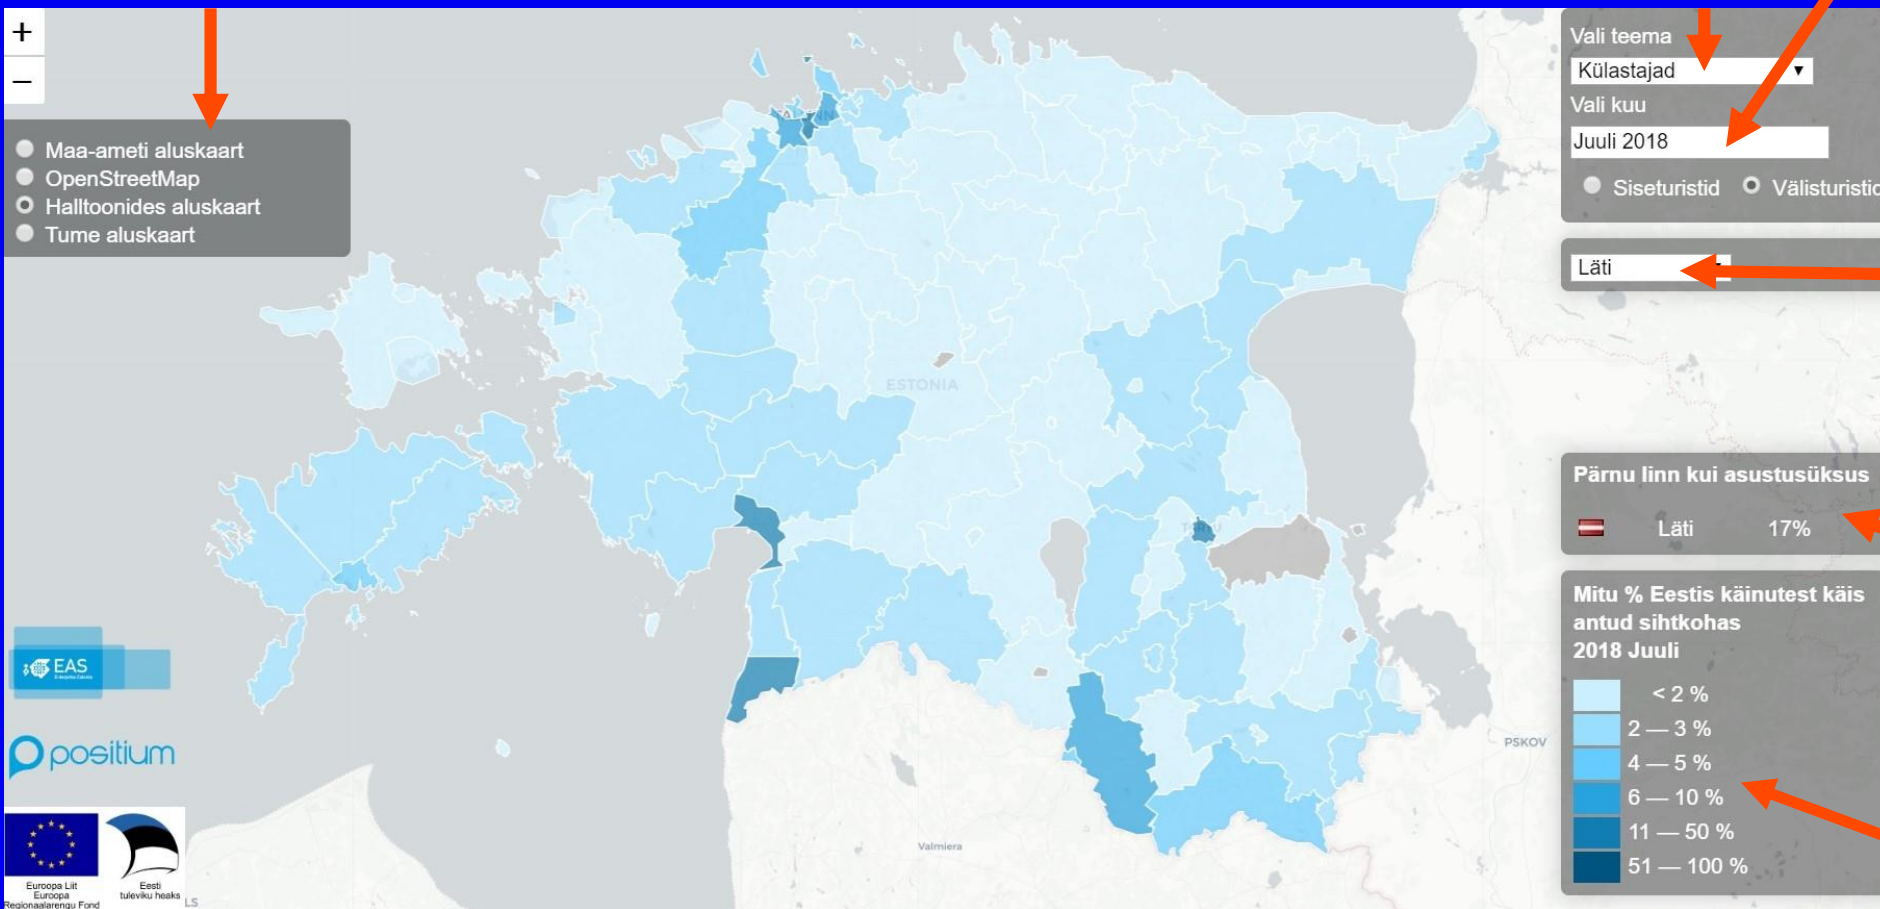 +
−
Maa-ameti aluskaart
OpenStreetMap
Halltoonides aluskaart
Tume aluskaart
Vali teema
Külastajad
Vali kuu
Juuli 2018
Siseturistid
Välisturistid
Läti
ESTONIA
Pärnu linn kui asustusüksus
Läti 17%
Mitu % Eestis käinutest käis
antud sihtkohas
2018 Juuli
< 2 %
2 — 3 %
4 — 5 %
6 — 10 %
11 — 50 %
51 — 100 %
PSKOV
Valmiera
EAS
positium
Euroopa Liit
Euroopa
Regionaalarengu Fond
Eesti
tuleviku heaks